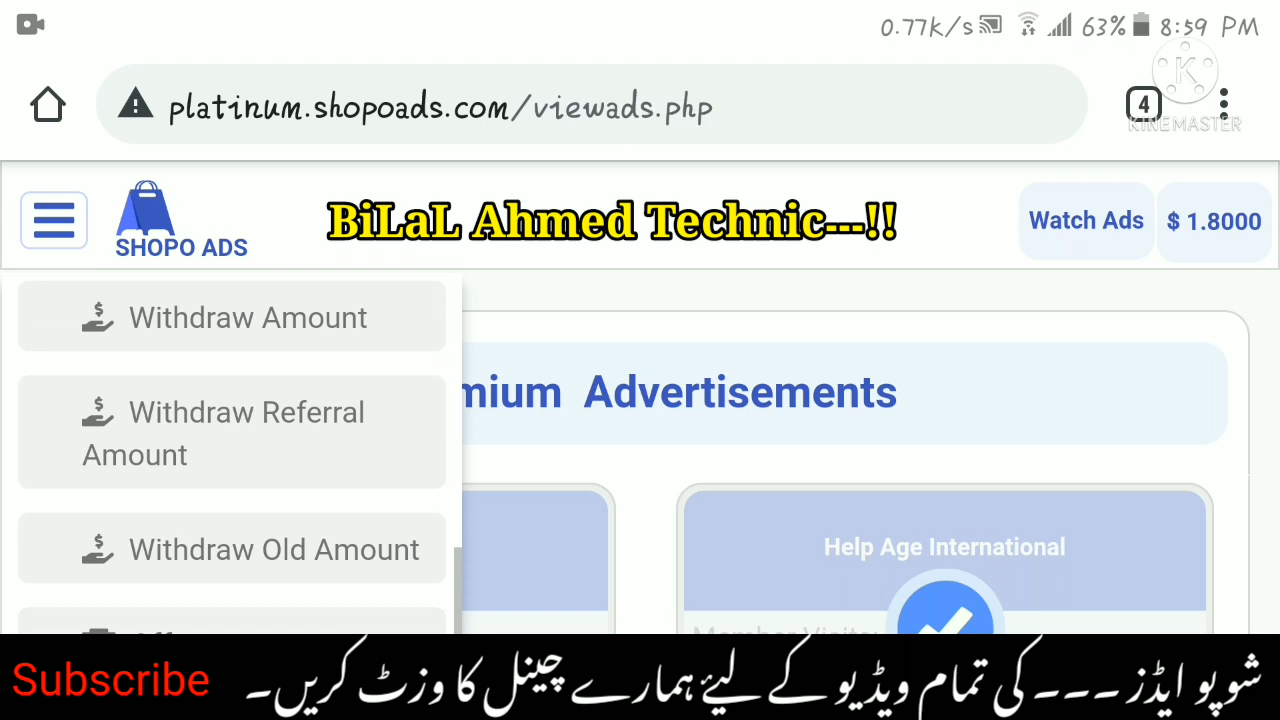 0.77K/s 63% 8:59 PM
platinum.shopoads.com/viewads.php
4
K
KINEMASTER
SHOPO ADS
BiLaL Ahmed Technic---!!
Watch Ads
$ 1.8000
Withdraw Amount
mium Advertisements
Withdraw Referral
Amount
Withdraw Old Amount
Help Age International
Member Visits:
Subscribe
شوپو ایڈز ۔۔۔ کی تمام ویڈیو کے لیئے ہمارے چینل کا وزٹ کریں۔